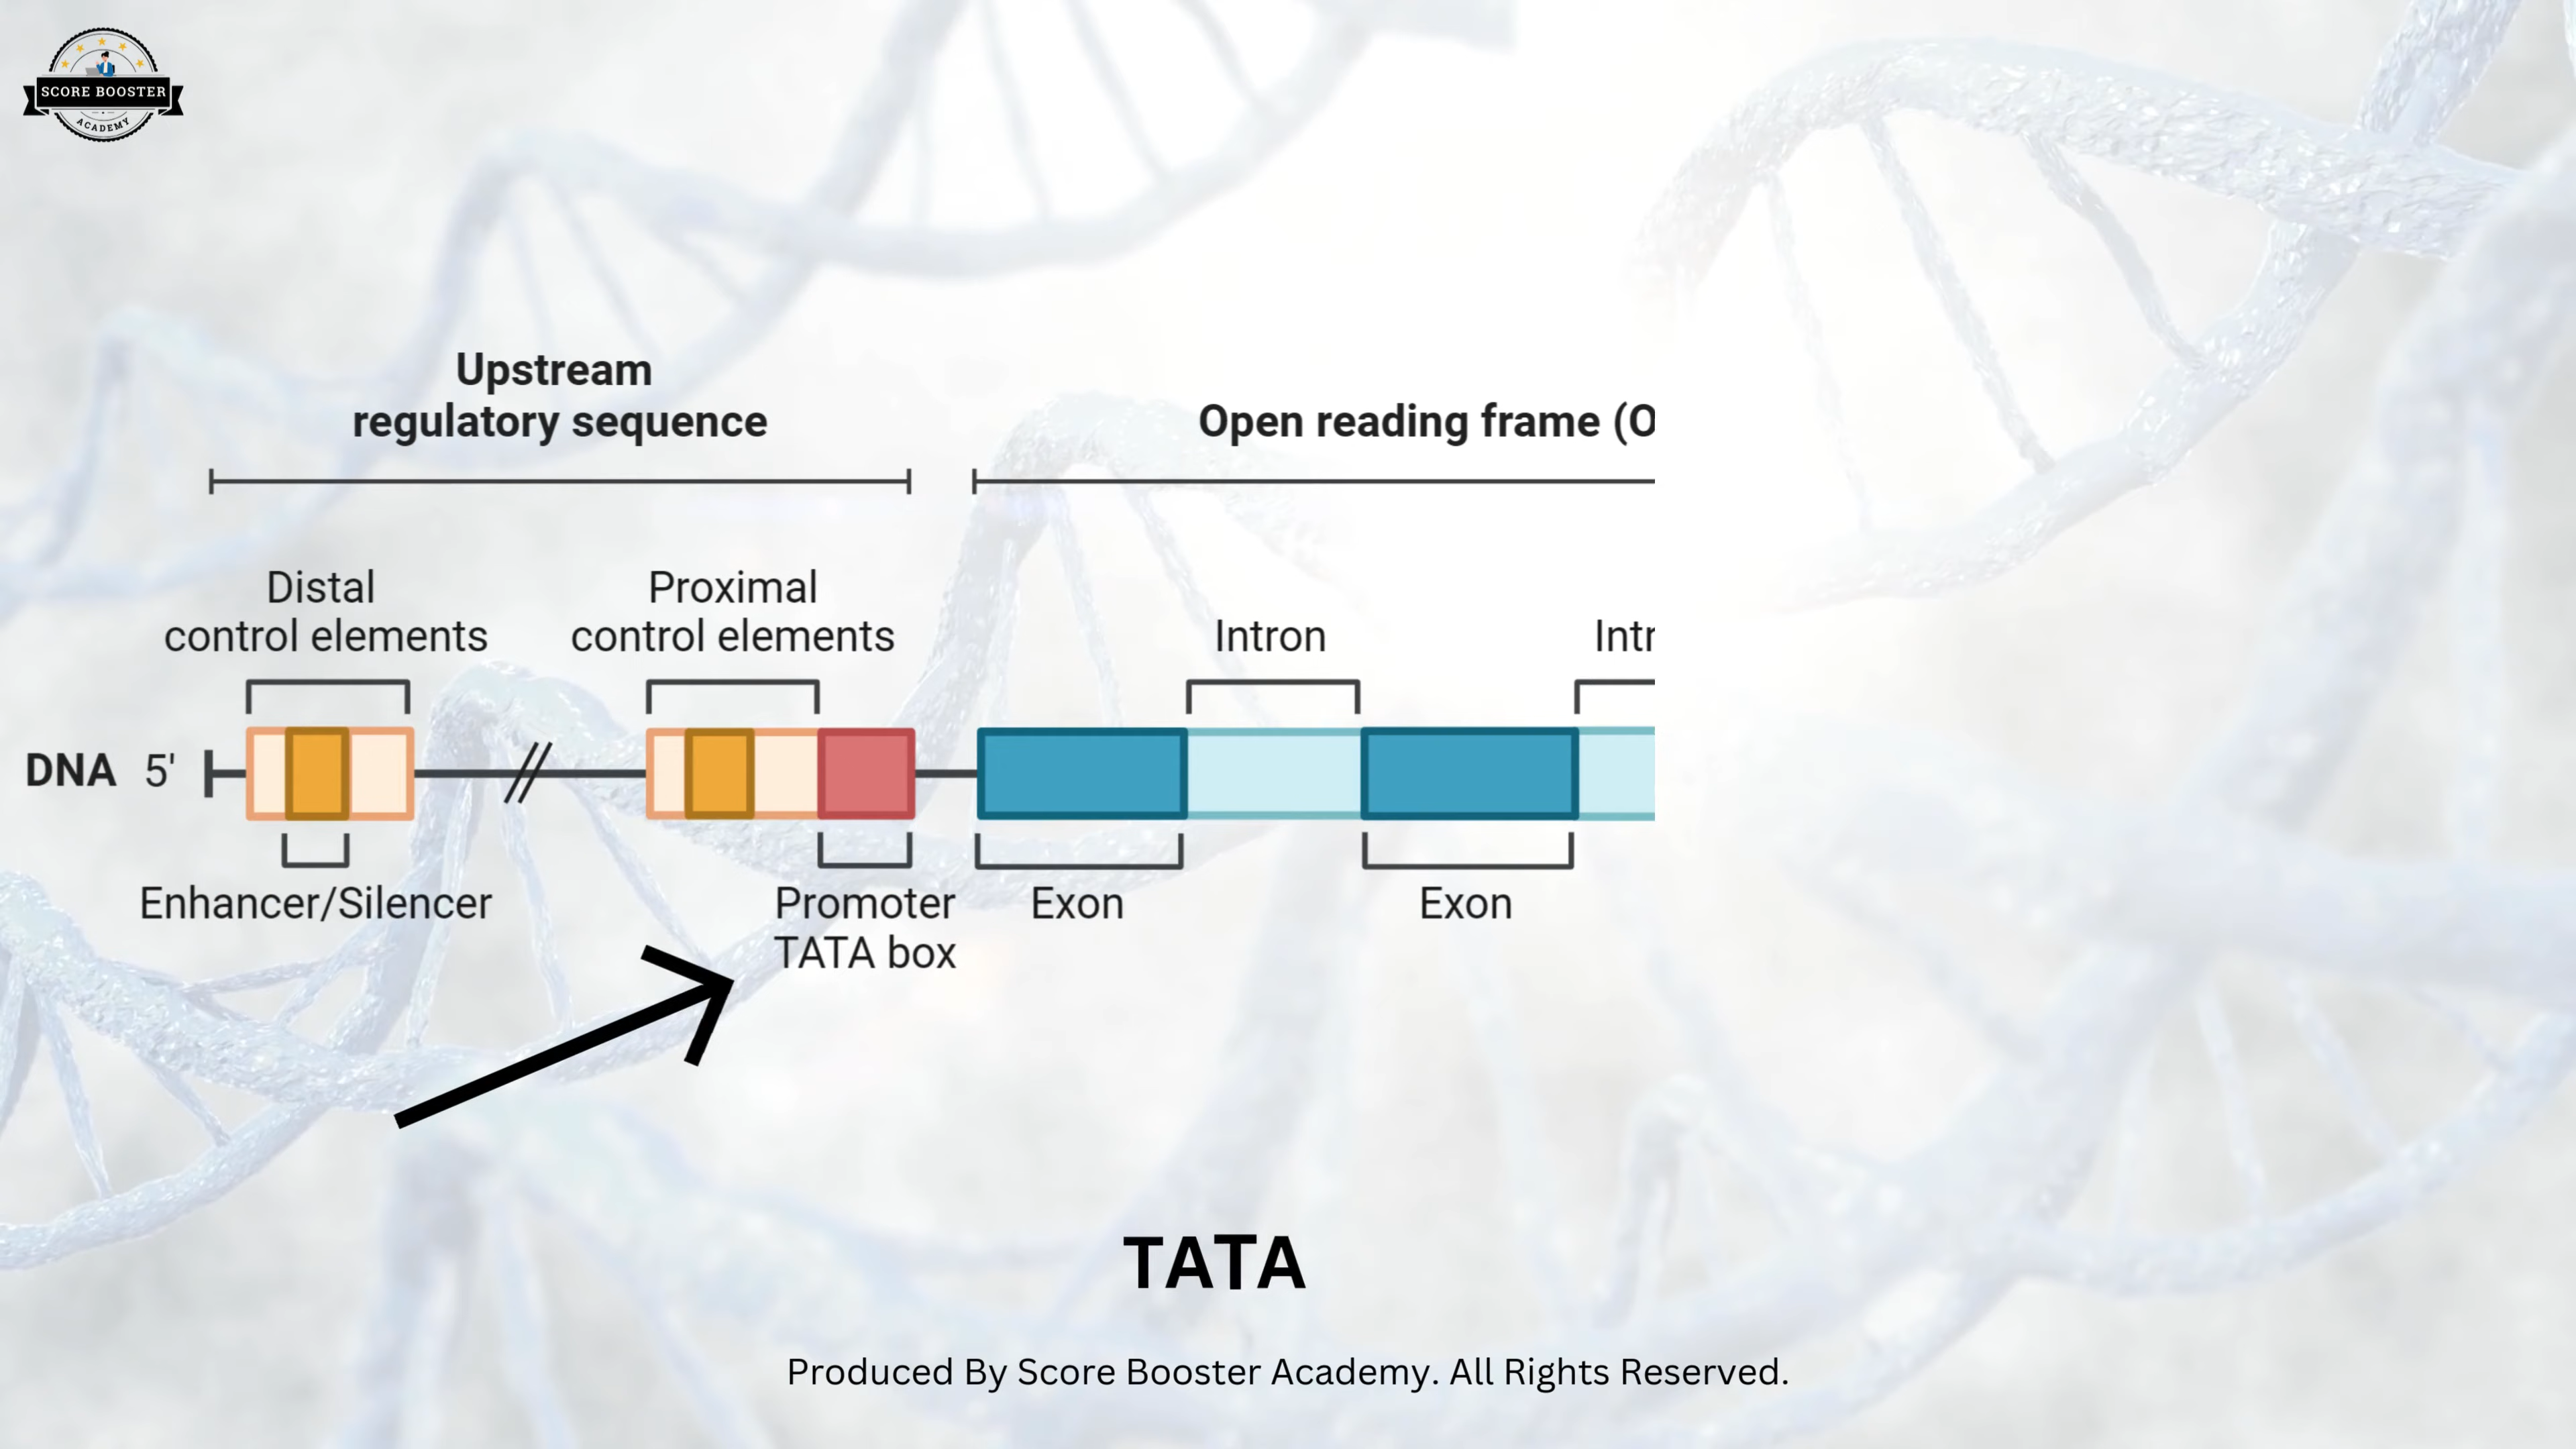 SCORE BOOSTER
ACADEMY
Upstream
regulatory sequence
Open reading frame (O
Distal
control elements
Proximal
control elements
Intron
Intr
DNA 5'
Enhancer/Silencer
Promoter
TATA box
Exon
Exon
TATA
Produced By Score Booster Academy. All Rights Reserved.